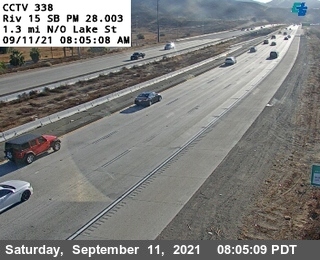 CCTV 338
Riv 15 SB PM 28.003
1.3 mi N/O Lake St
09/11/21 08:05:08 AM
Saturday, September 11, 2021 08:05:09 PDT